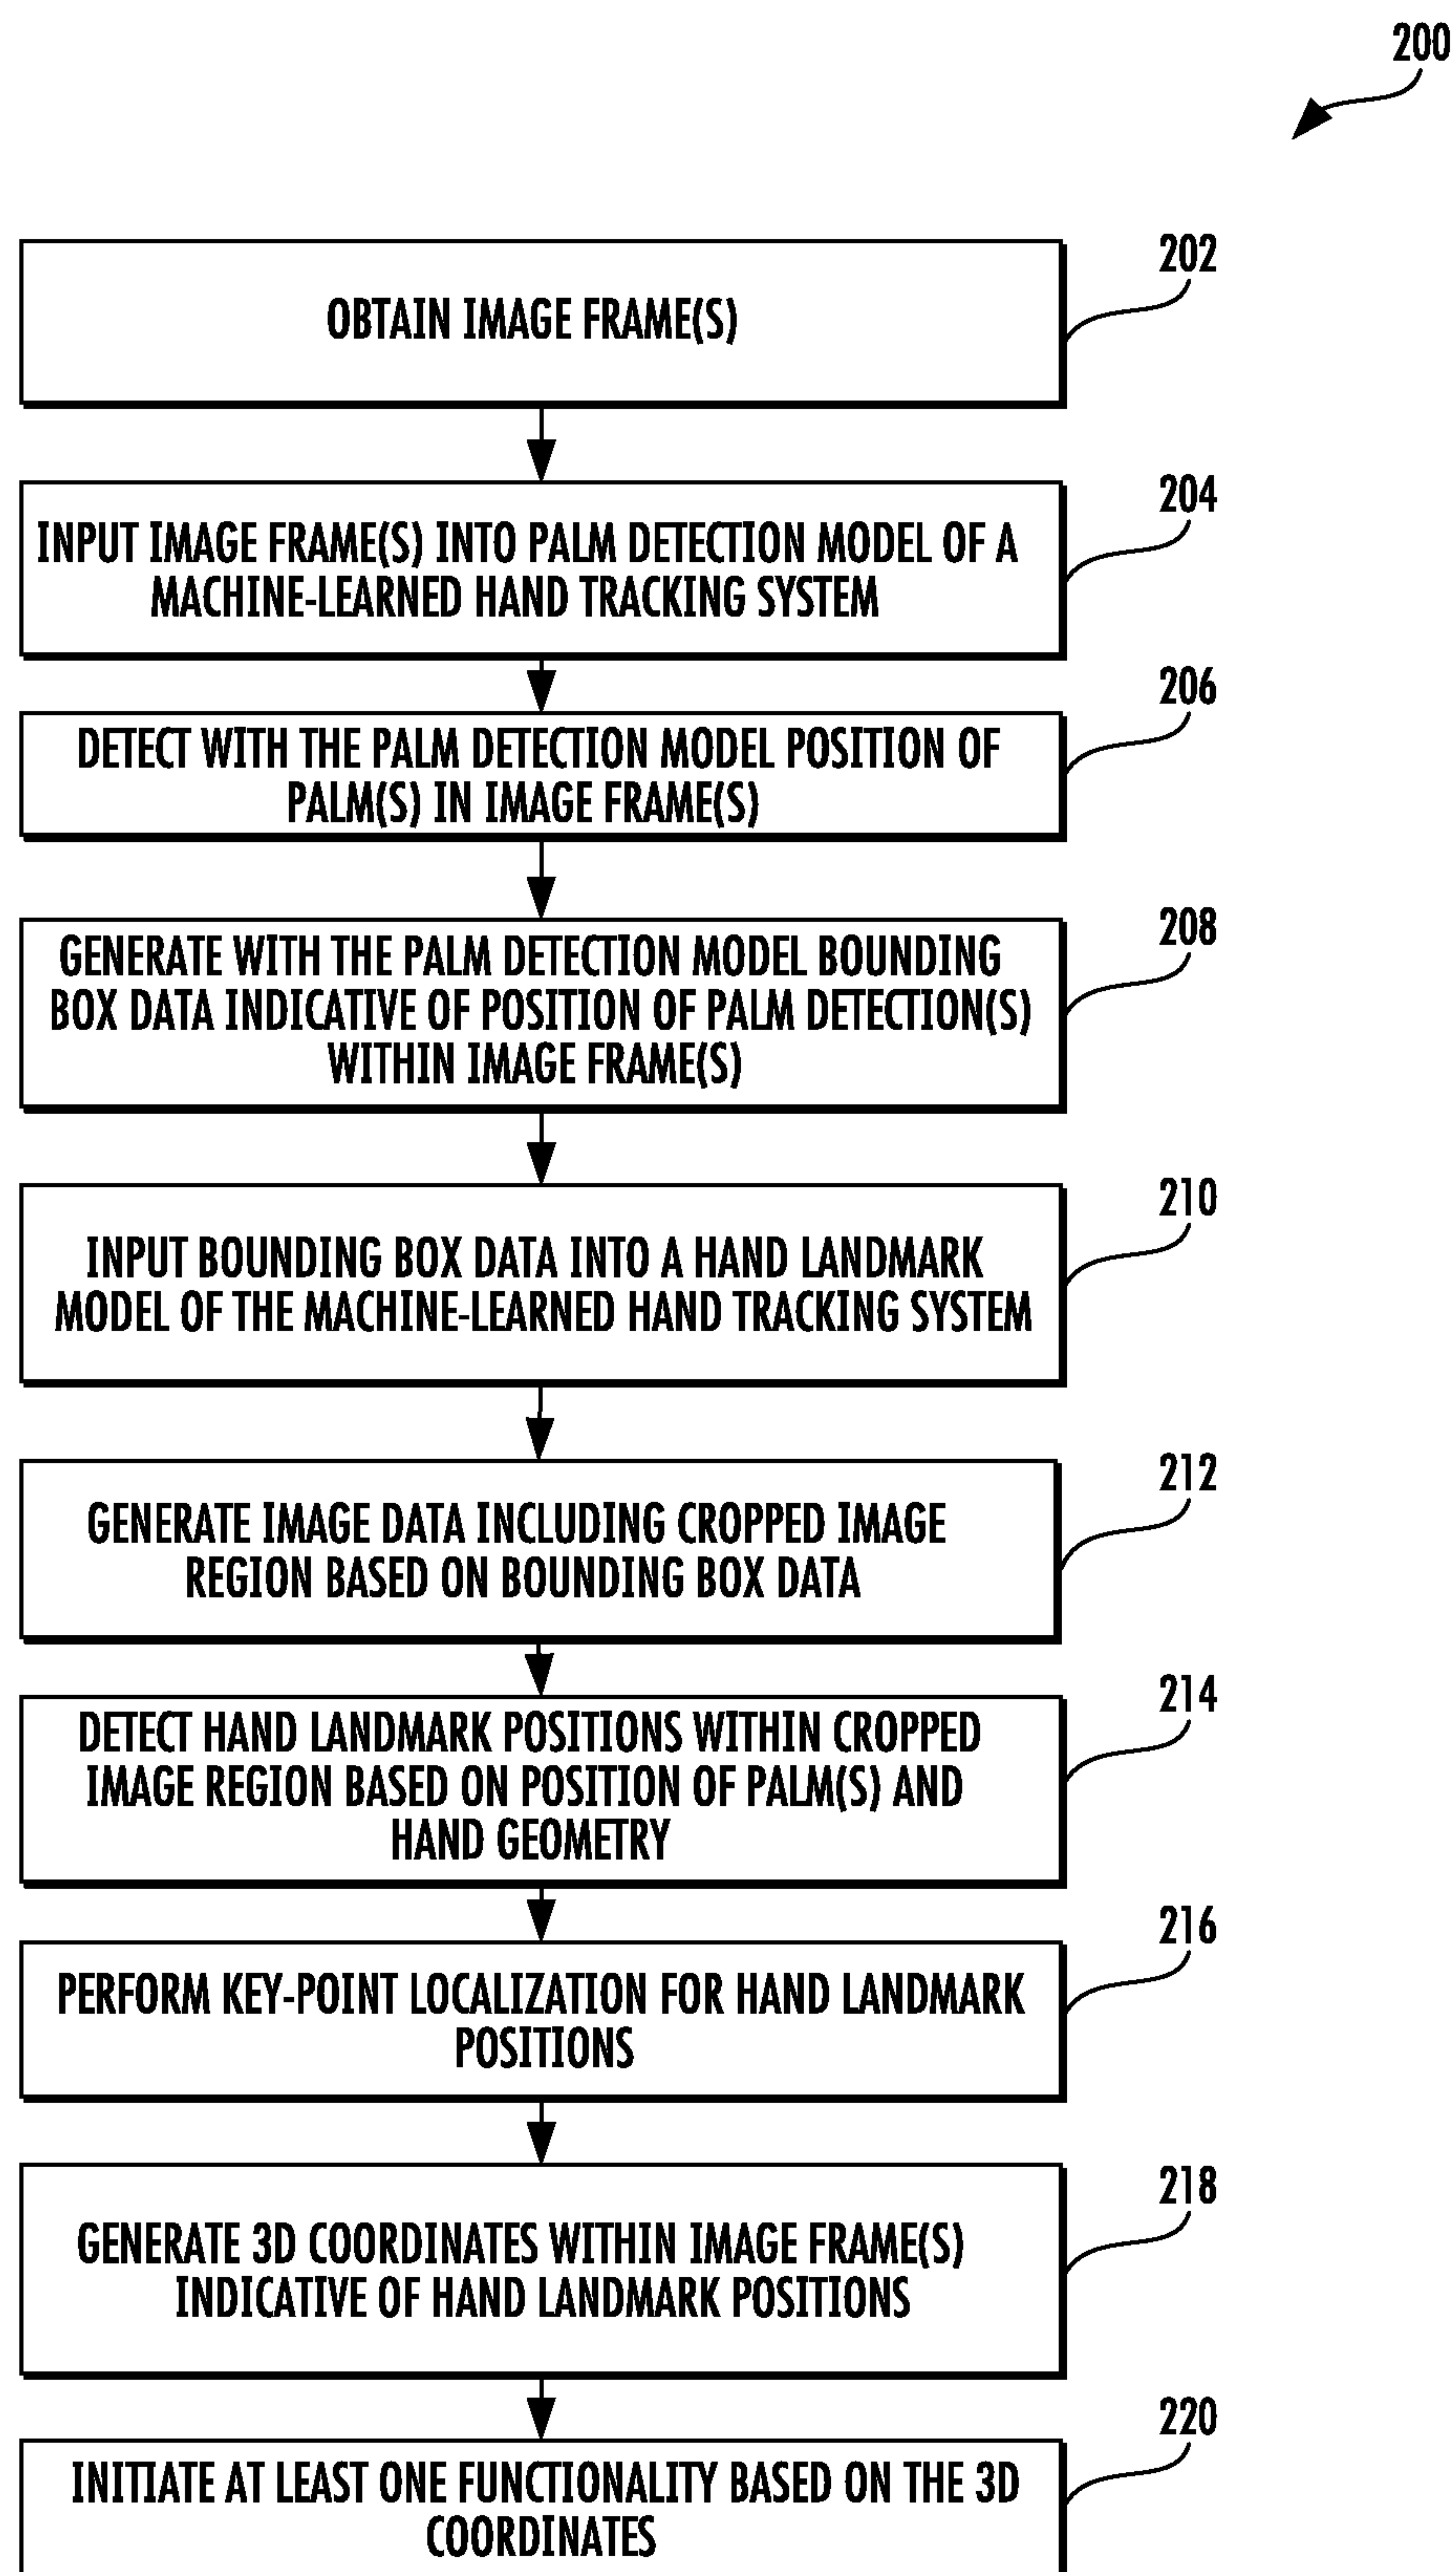 200
202
OBTAIN IMAGE FRAME(S)
204
INPUT IMAGE FRAME(S) INTO PALM DETECTION MODEL OF A
MACHINE-LEARNED HAND TRACKING SYSTEM
206
DETECT WITH THE PALM DETECTION MODEL POSITION OF
PALM(S) IN IMAGE FRAME(S)
208
GENERATE WITH THE PALM DETECTION MODEL BOUNDING
BOX DATA INDICATIVE OF POSITION OF PALM DETECTION(S)
WITHIN IMAGE FRAME(S)
210
INPUT BOUNDING BOX DATA INTO A HAND LANDMARK
MODEL OF THE MACHINE-LEARNED HAND TRACKING SYSTEM
212
GENERATE IMAGE DATA INCLUDING CROPPED IMAGE
REGION BASED ON BOUNDING BOX DATA
214
DETECT HAND LANDMARK POSITIONS WITHIN CROPPED
IMAGE REGION BASED ON POSITION OF PALM(S) AND
HAND GEOMETRY
216
PERFORM KEY-POINT LOCALIZATION FOR HAND LANDMARK
POSITIONS
218
GENERATE 3D COORDINATES WITHIN IMAGE FRAME(S)
INDICATIVE OF HAND LANDMARK POSITIONS
220
INITIATE AT LEAST ONE FUNCTIONALITY BASED ON THE 3D
COORDINATES